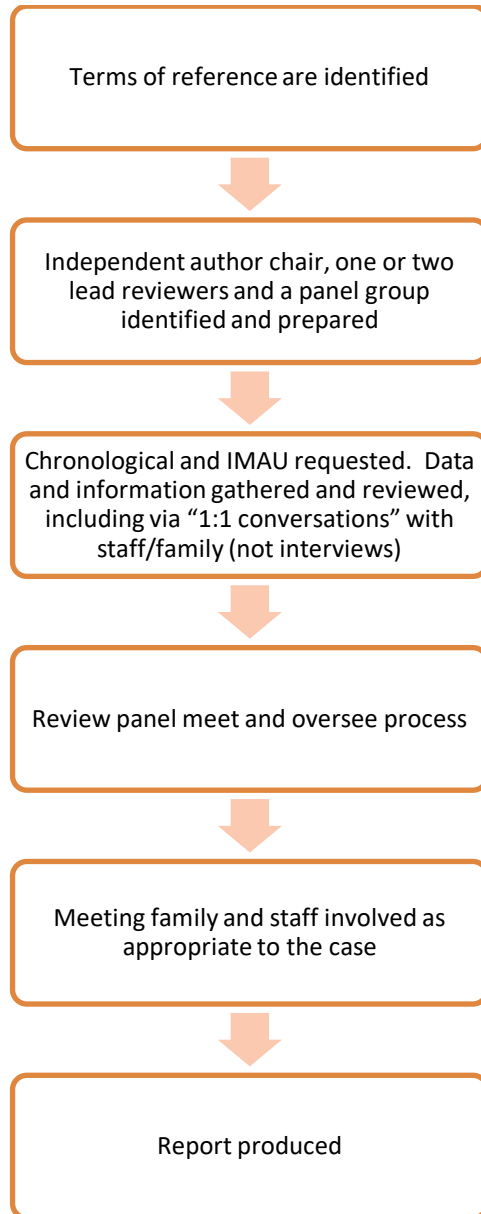 Terms of reference are identified
Independent author chair, one or two
lead reviewers and a panel group
identified and prepared
Chronological and IMAU requested.  Data
and information gathered and reviewed,
including via “1:1 conversations” with
staff/family (not interviews)
Review panel meet and oversee process
Meeting family and staff involved as
appropriate to the case
Report produced